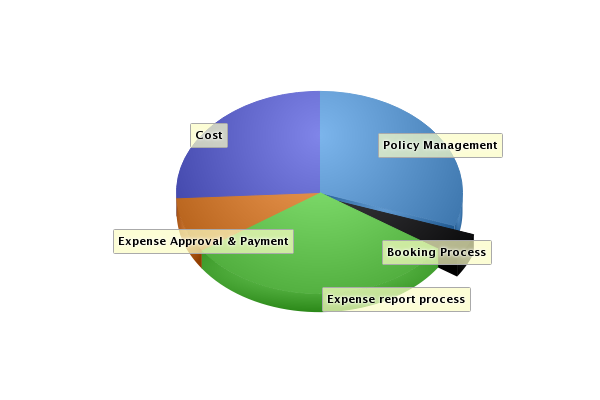 Cost
Policy Management
Expense Approval & Payment
Booking Process
Expense report process